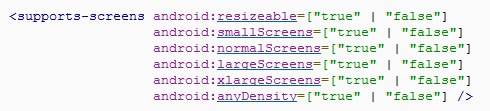 <supports-screens android:resizeable=["true" | "false"]
android:smallScreens=["true" | "false"]
android:normalScreens=["true" | "false"]
android:largeScreens=["true" | "false"]
android:xlargeScreens=["true" | "false"]
android:anyDensity=["true" | "false"] />